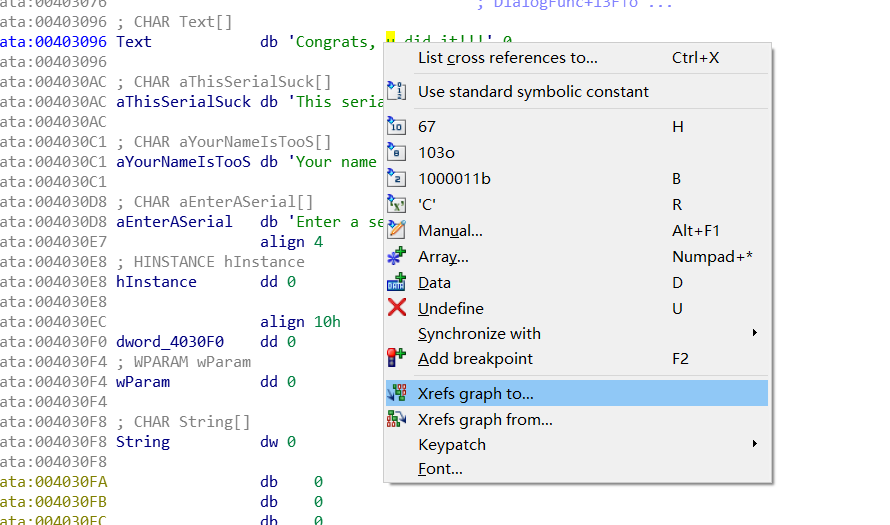 ata:00403076 ; DialogFunc+13F↑o ...
ata:00403096 ; CHAR Text[]
ata:00403096 Text db 'Congrats, u did it!!!',0
ata:00403096
ata:004030AC ; CHAR aThisSerialSuck[]
ata:004030AC aThisSerialSuck db 'This seria
ata:004030AC
ata:004030C1 ; CHAR aYourNameIsTooS[]
ata:004030C1 aYourNameIsTooS db 'Your name
ata:004030C1
ata:004030D8 ; CHAR aEnterASerial[]
ata:004030D8 aEnterASerial db 'Enter a se
ata:004030E7 align 4
ata:004030E8 ; HINSTANCE hInstance
ata:004030E8 hInstance dd 0
ata:004030E8
ata:004030EC align 10h
ata:004030F0 dword_4030F0 dd 0
ata:004030F4 ; WPARAM wParam
ata:004030F4 wParam dd 0
ata:004030F4
ata:004030F8 ; CHAR String[]
ata:004030F8 String dw 0
ata:004030F8
ata:004030FA db 0
ata:004030FB db 0
ata:004030FC db 0
List cross references to... Ctrl+X
Use standard symbolic constant
67 H
103o
1000011b B
'C' R
Manual... Alt+F1
Array... Numpad+*
Data D
Undefine U
Synchronize with
Add breakpoint F2
Xrefs graph to...
Xrefs graph from...
Keypatch
Font...